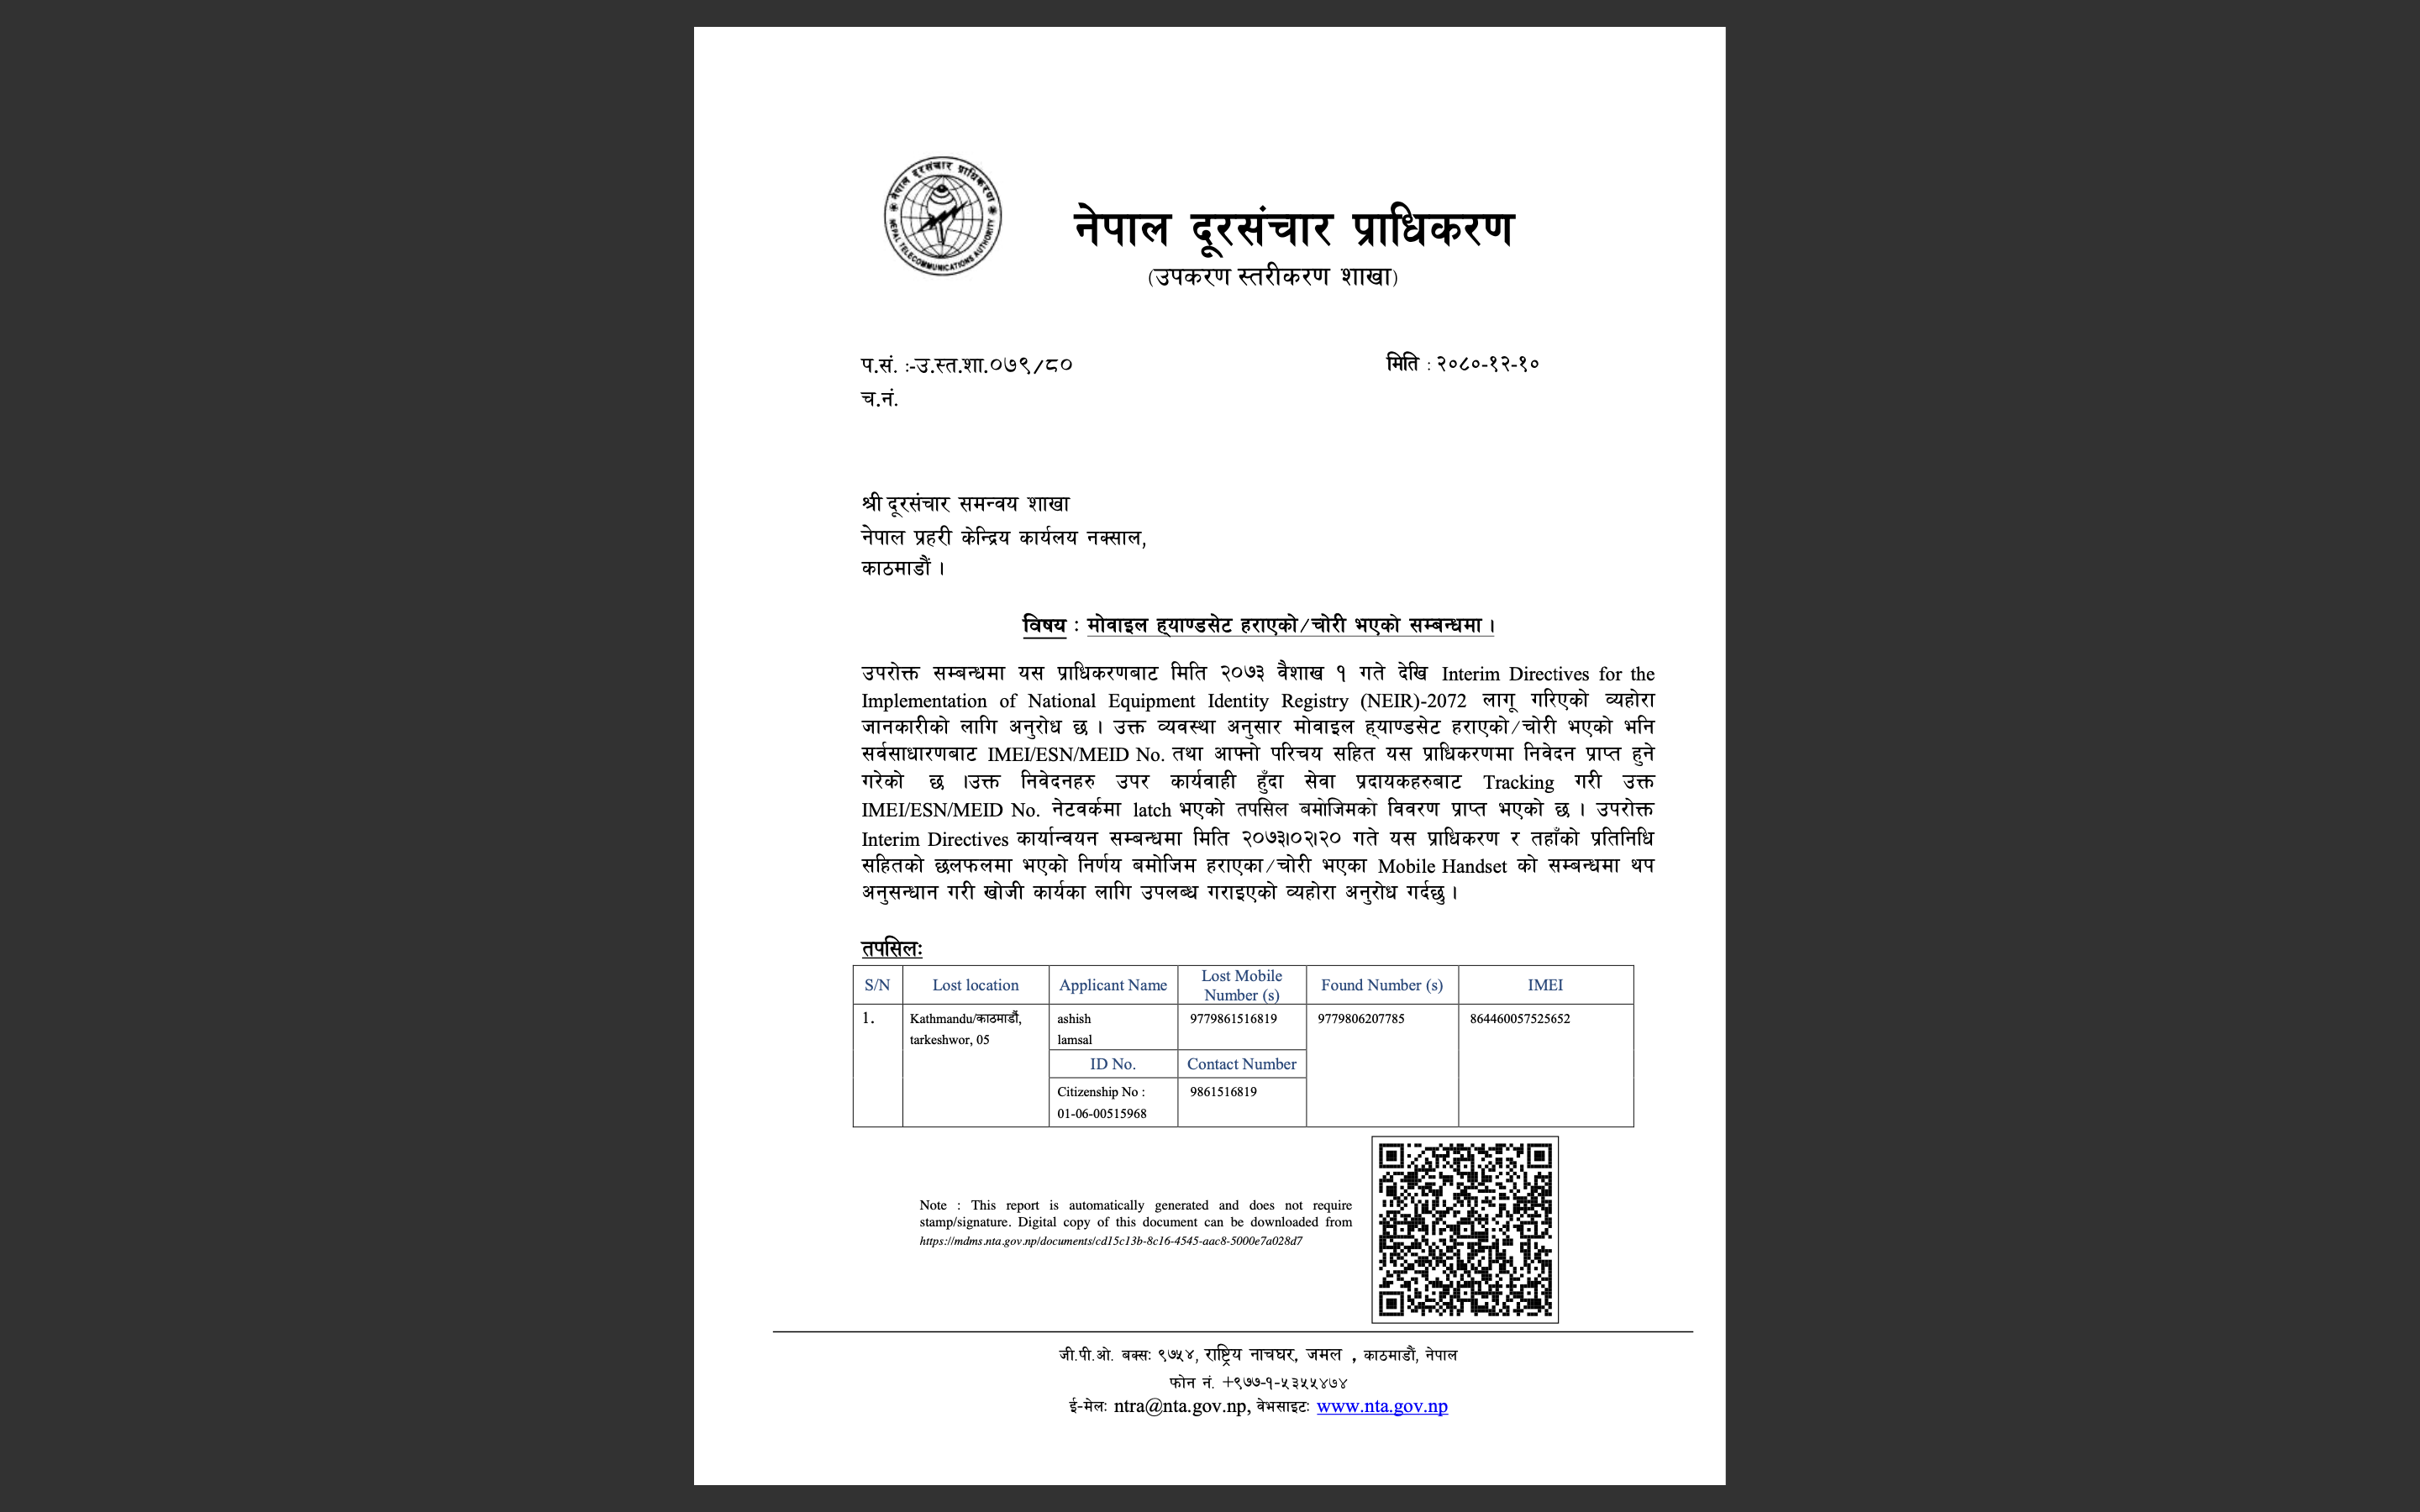 नेपाल दूरसंचार प्राधिकरण
NEPAL TELECOMMUNICATIONS AUTHORITY
नेपाल दूरसंचार प्राधिकरण
(उपकरण स्तरीकरण शाखा)
प.सं. :-उ.स्त.शा.०७९/८०
मिति : २०८०-१२-१०
च.नं.
श्री दूरसंचार समन्वय शाखा
नेपाल प्रहरी केन्द्रिय कार्यलय नक्साल,
काठमाडौं ।
विषय : मोवाइल ह्याण्डसेट हराएको/चोरी भएको सम्बन्धमा ।
उपरोक्त सम्बन्धमा यस प्राधिकरणबाट मिति २०७३ वैशाख १ गते देखि Interim Directives for the
Implementation of National Equipment Identity Registry (NEIR)-2072 लागू गरिएको व्यहोरा
जानकारीको लागि अनुरोध छ । उक्त व्यवस्था अनुसार मोवाइल ह्याण्डसेट हराएको/चोरी भएको भनि
सर्वसाधारणबाट IMEI/ESN/MEID No. तथा आफ्नो परिचय सहित यस प्राधिकरणमा निवेदन प्राप्त हुने
गरेको छ ।उक्त निवेदनहरु उपर कार्यवाही हुँदा सेवा प्रदायकहरुबाट Tracking गरी उक्त
IMEI/ESN/MEID No. नेटवर्कमा latch भएको तपसिल बमोजिमको विवरण प्राप्त भएको छ । उपरोक्त
Interim Directives कार्यान्वयन सम्बन्धमा मिति २०७३।०२।२० गते यस प्राधिकरण र तहाँको प्रतिनिधि
सहितको छलफलमा भएको निर्णय बमोजिम हराएका/चोरी भएका Mobile Handset को सम्बन्धमा थप
अनुसन्धान गरी खोजी कार्यका लागि उपलब्ध गराइएको व्यहोरा अनुरोध गर्दछु ।
तपसिलः
S/N Lost location Applicant Name Lost Mobile Number (s) Found Number (s) IMEI
1. Kathmandu/काठमाडौं, ashish 9779861516819 9779806207785 864460057525652
tarkeshwor, 05 lamsal
ID No. Contact Number
Citizenship No : 9861516819
01-06-00515968
Note : This report is automatically generated and does not require
stamp/signature. Digital copy of this document can be downloaded from
https://mdms.nta.gov.np/documents/cd15c13b-8c16-4545-aac8-5000e7a028d7
जी.पी.ओ. बक्सः ९७५४, राष्ट्रिय नाचघर, जमल , काठमाडौं, नेपाल
फोन नं. +९७७-१-५३५५४७४
ई-मेलः ntra@nta.gov.np, वेभसाइटः www.nta.gov.np